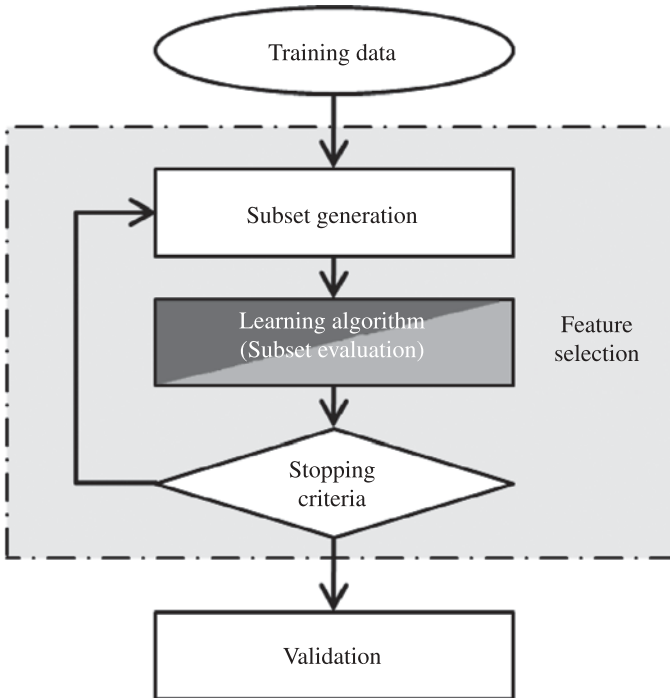 Training data
Subset generation
Learning algorithm
(Subset evaluation)
Feature
selection
Stopping
criteria
Validation